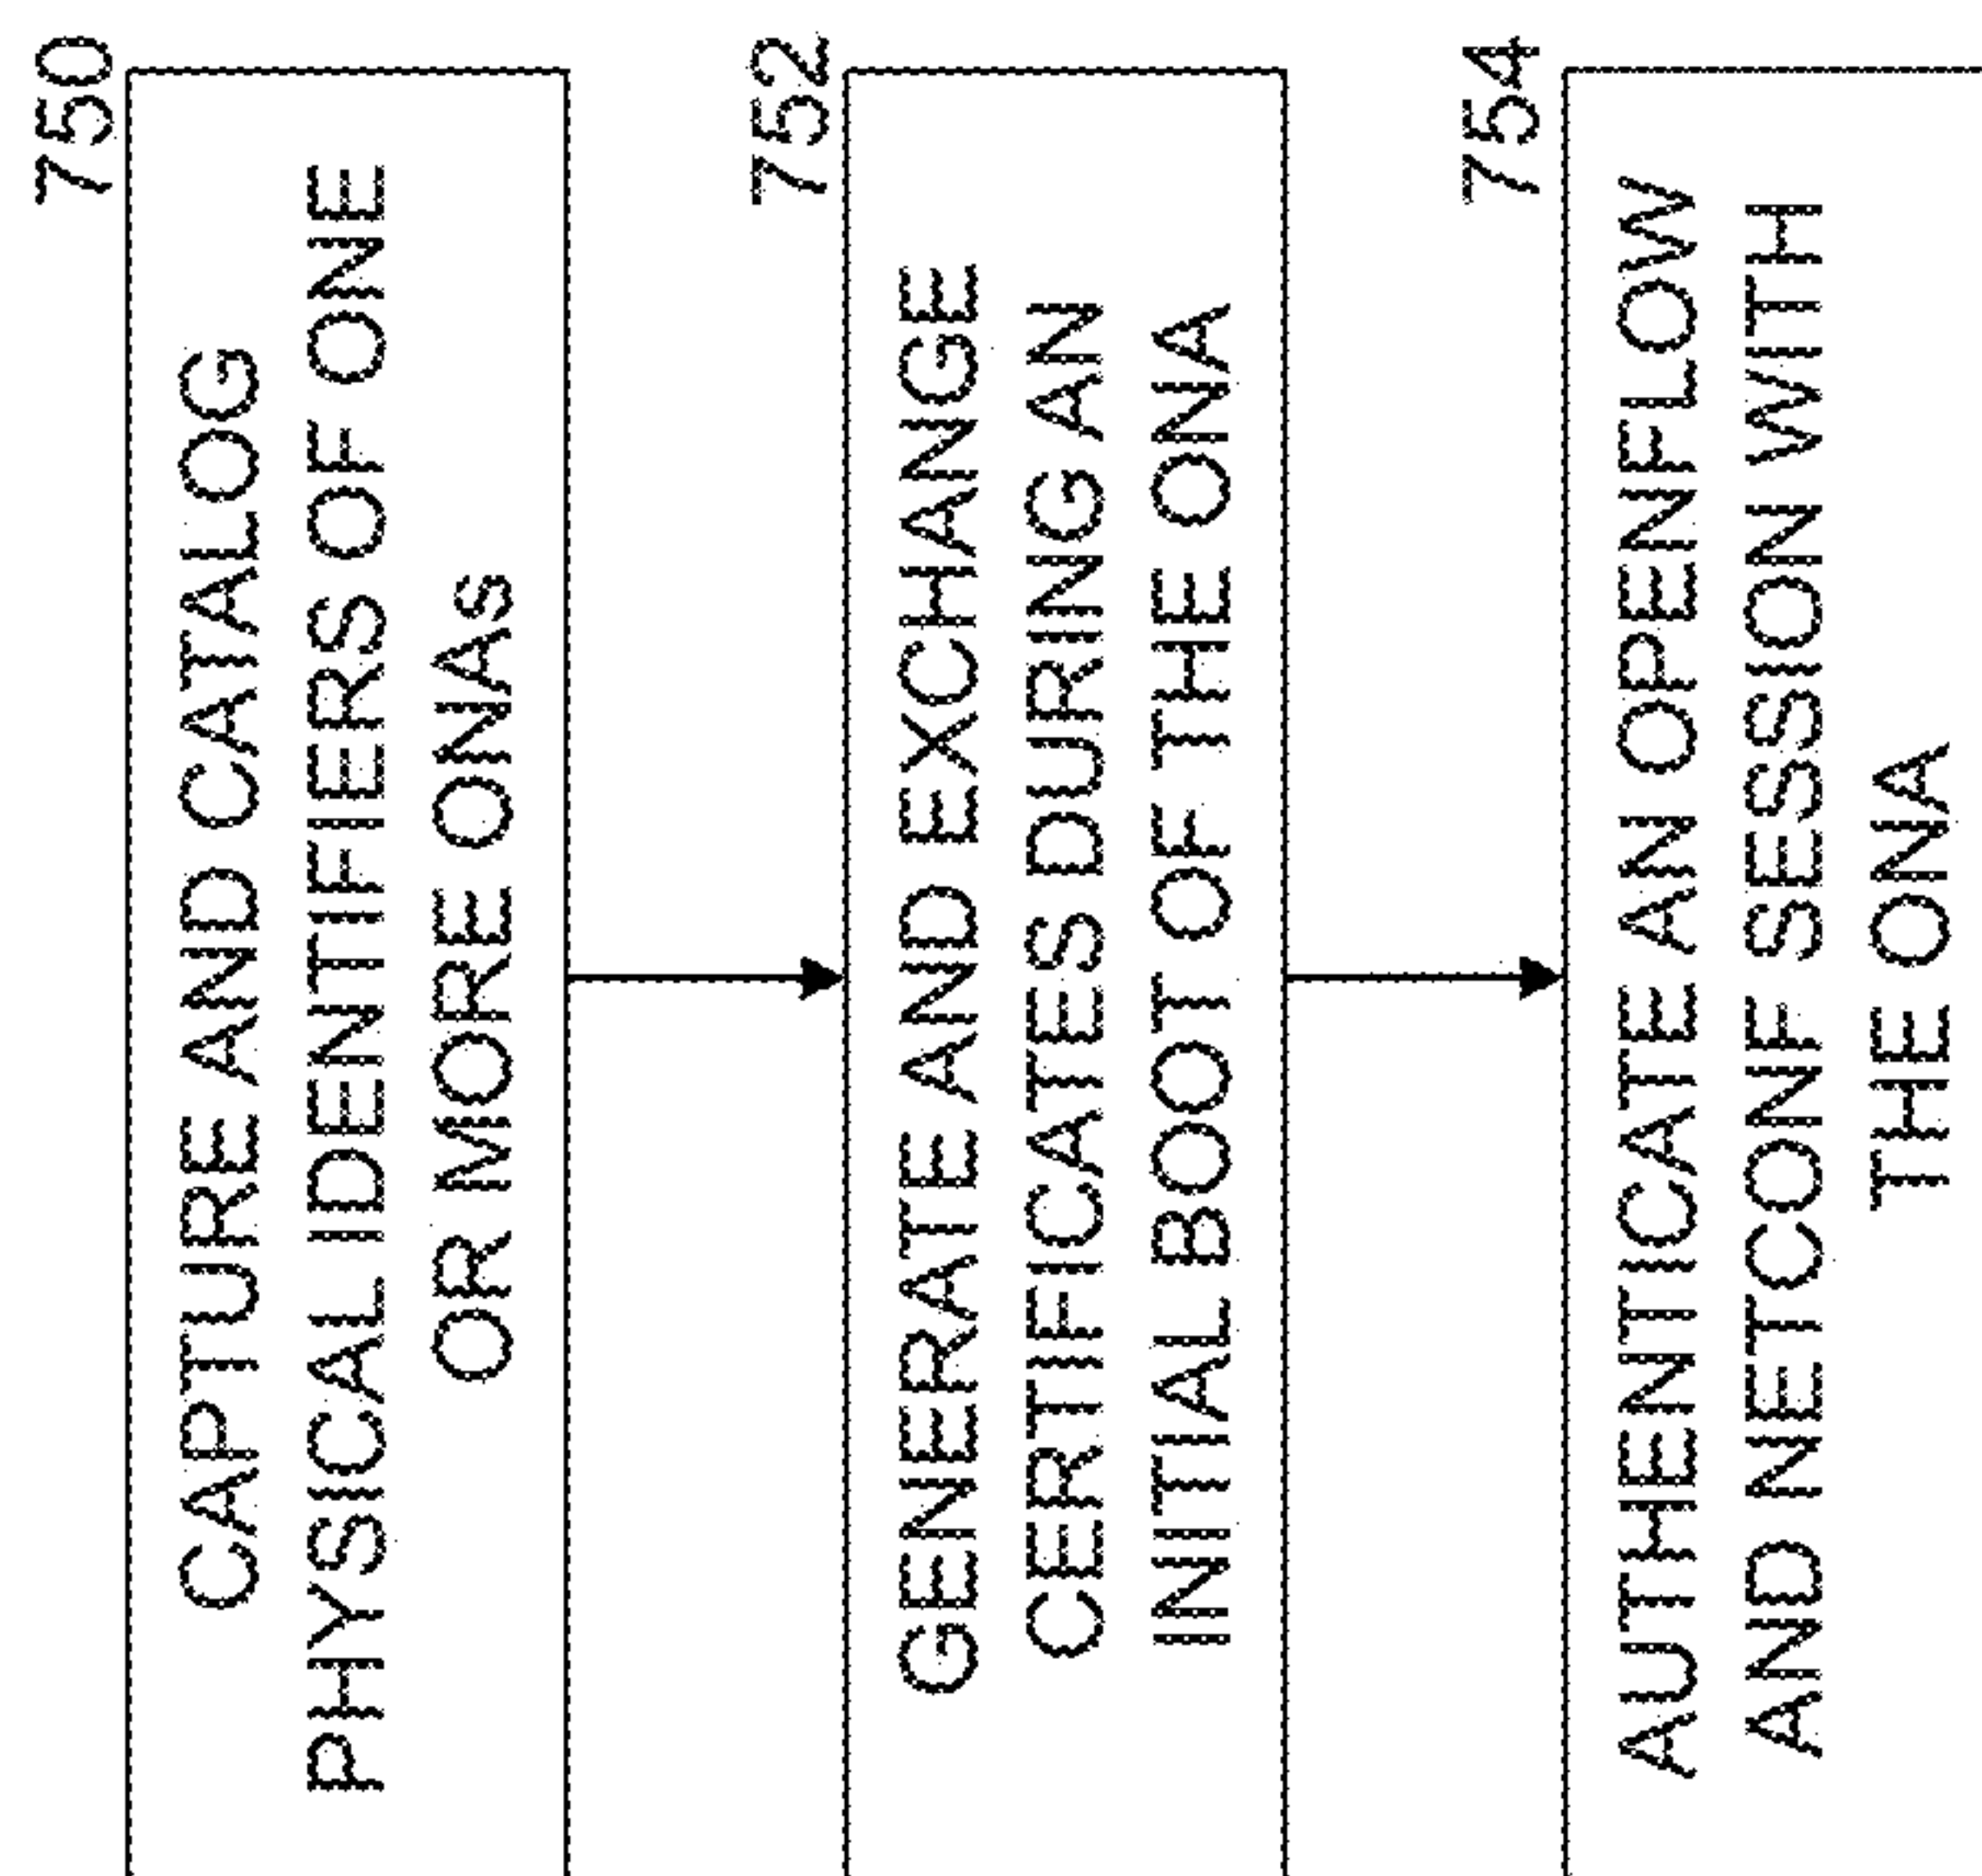 750
CAPTURE AND CATALOG
PHYSICAL IDENTIFIERS OF ONE
OR MORE ONAs
752
GENERATE AND EXCHANGE
CERTIFICATES DURING AN
INITIAL BOOT OF THE ONA
754
AUTHENTICATE AN OPENFLOW
AND NETCONF SESSION WITH
THE ONA